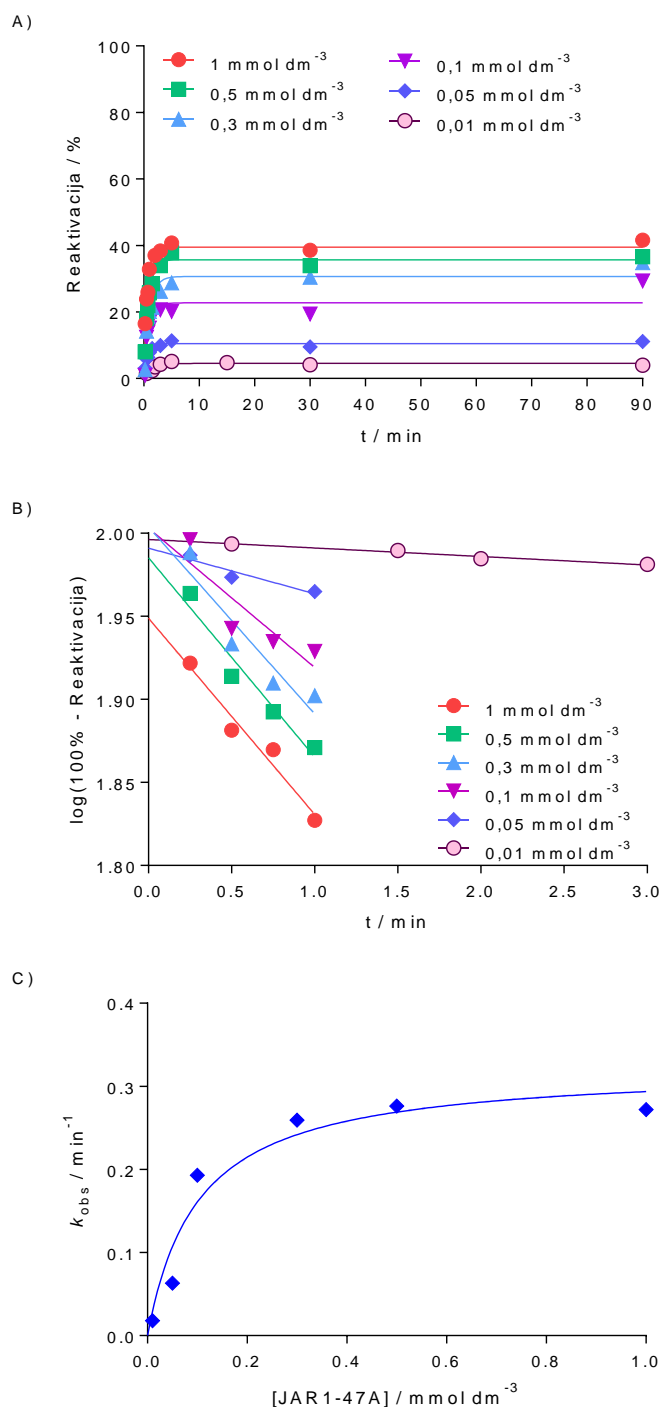 A)
Reaktivacija / %
100
80
60
40
20
0
1 mmol dm⁻³
0,5 mmol dm⁻³
0,3 mmol dm⁻³
0,1 mmol dm⁻³
0,05 mmol dm⁻³
0,01 mmol dm⁻³
0 10 20 30 40 50 60 70 80 90
t / min
B)
log(100% - Reaktivacija)
2.00
1.95
1.90
1.85
1.80
1 mmol dm⁻³
0,5 mmol dm⁻³
0,3 mmol dm⁻³
0,1 mmol dm⁻³
0,05 mmol dm⁻³
0,01 mmol dm⁻³
0.0 0.5 1.0 1.5 2.0 2.5 3.0
t / min
C)
k_obs / min⁻¹
0.4
0.3
0.2
0.1
0.0
0.0 0.2 0.4 0.6 0.8 1.0
[JAR1-47A] / mmol dm⁻³